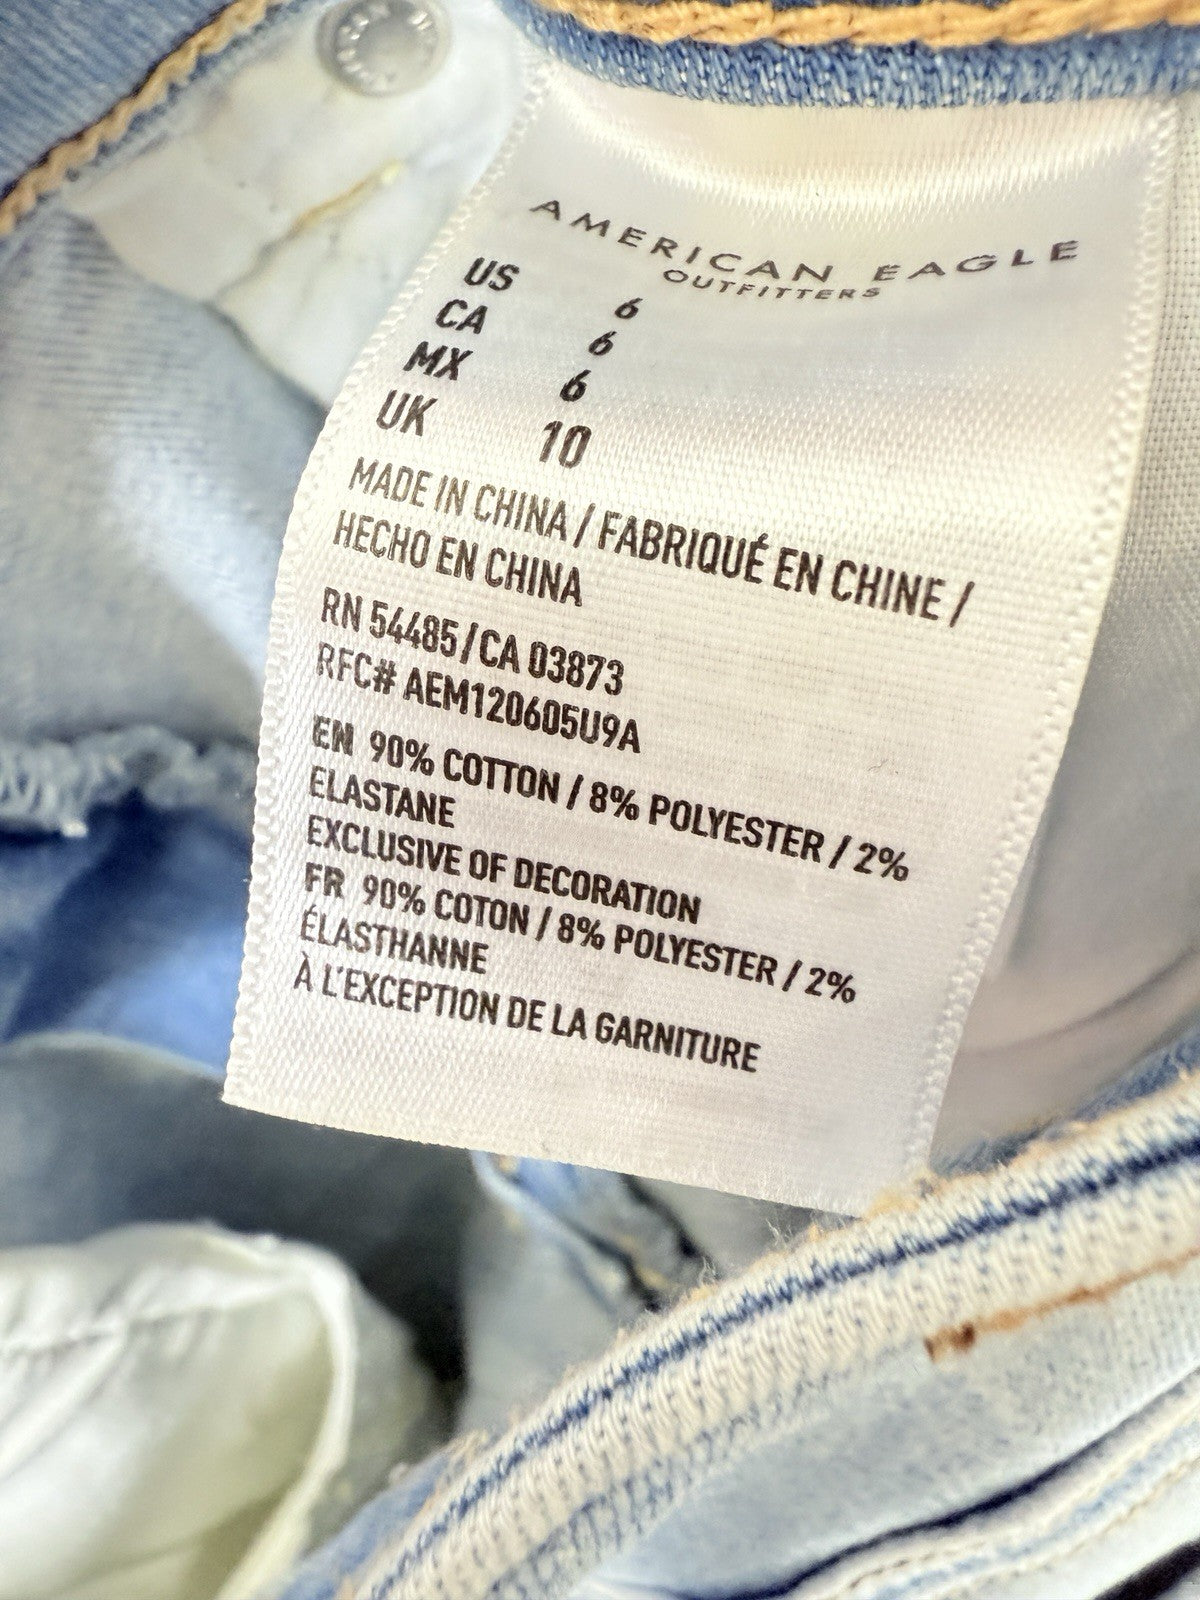 AMERICAN EAGLE
OUTFITTERS
US 6
CA 6
MX 6
UK 10
MADE IN CHINA / FABRIQUÉ EN CHINE /
HECHO EN CHINA
RN 54485/CA 03873
RFC# AEM120605U9A
EN 90% COTTON / 8% POLYESTER / 2%
ELASTANE
EXCLUSIVE OF DECORATION
FR 90% COTON / 8% POLYESTER / 2%
ÉLASTHANNE
À L'EXCEPTION DE LA GARNITURE